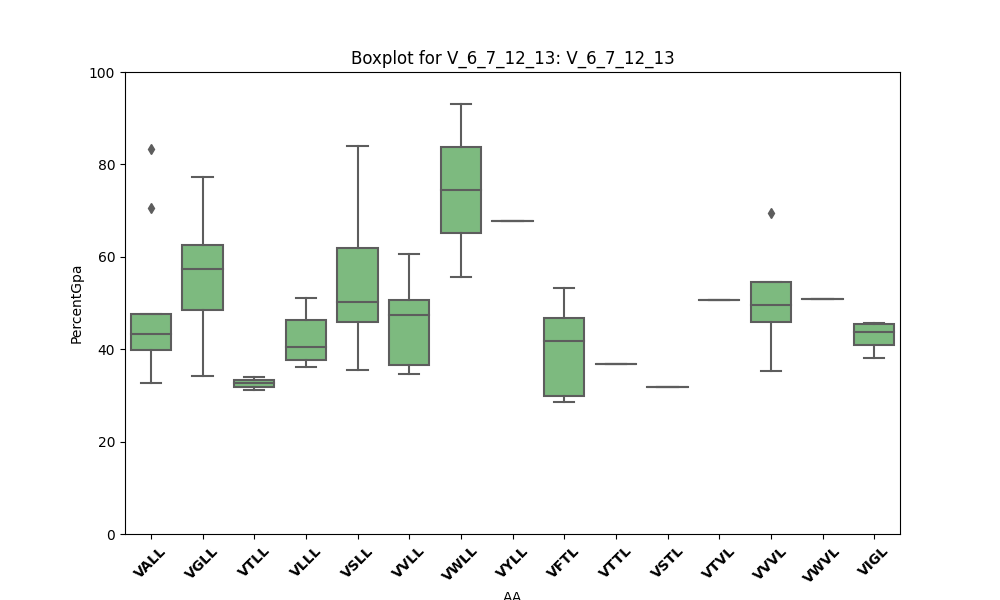 Boxplot for V_6_7_12_13: V_6_7_12_13
100
80
60
40
20
0
PercentGpa
VALL VGLL VTLL VLLL VSLL VVLL VWLL VYLL VFTL VTTL VSTL VTVL VVVL VWVL VIGL
AA